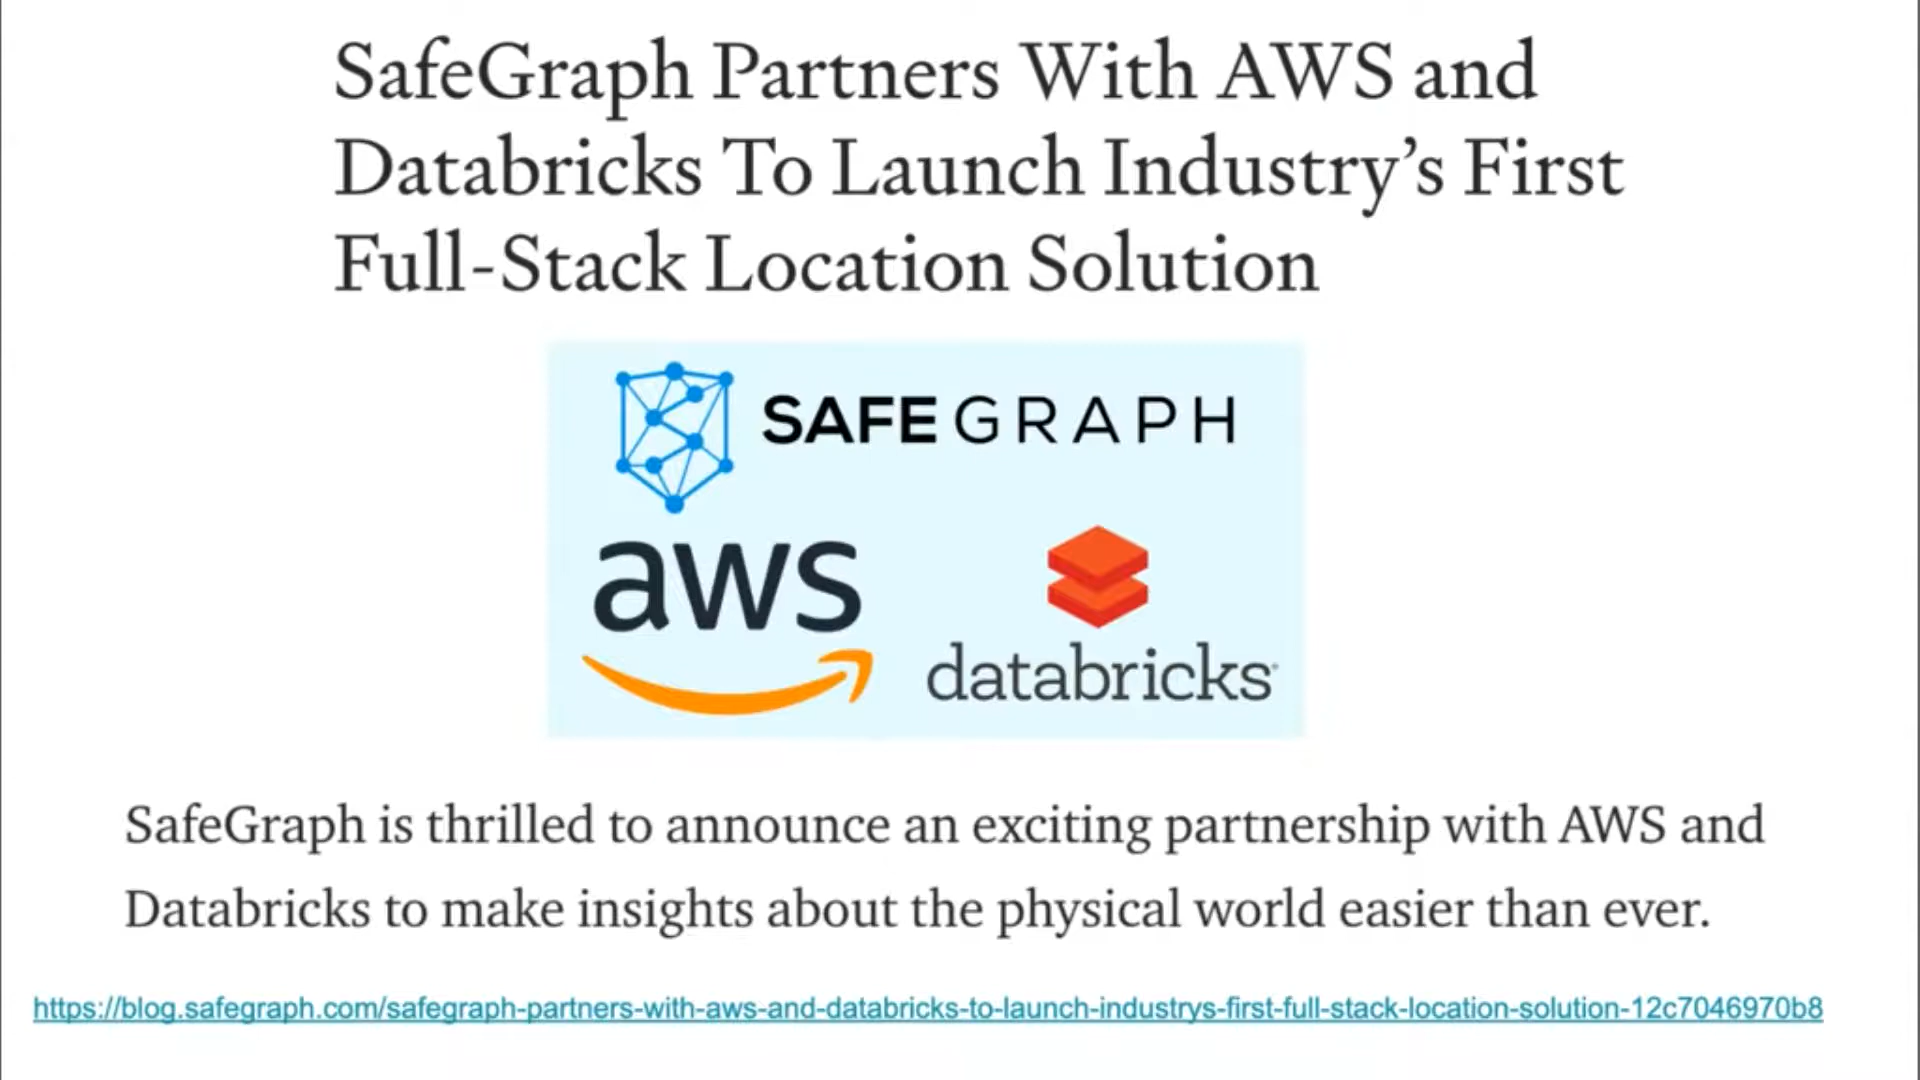 SafeGraph Partners With AWS and
Databricks To Launch Industry’s First
Full-Stack Location Solution
SAFEGRAPH
aws
databricks
SafeGraph is thrilled to announce an exciting partnership with AWS and
Databricks to make insights about the physical world easier than ever.
https://blog.safegraph.com/safegraph-partners-with-aws-and-databricks-to-launch-industrys-first-full-stack-location-solution-12c7046970b8